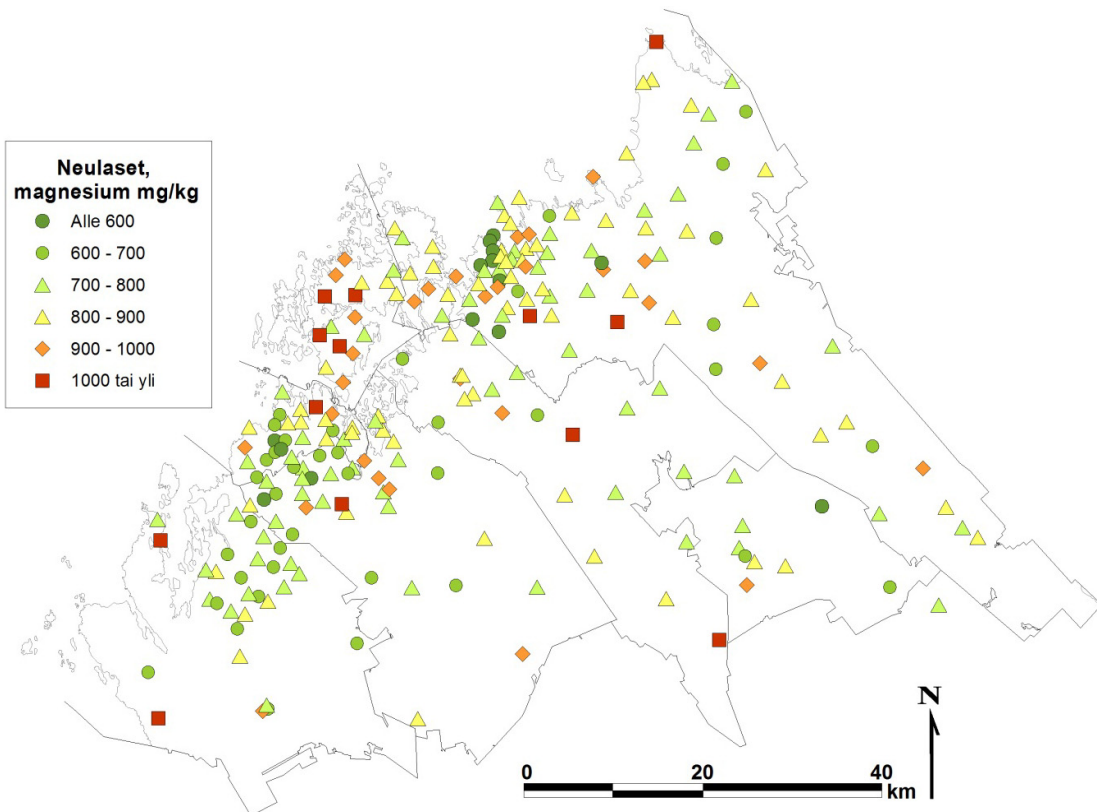 Neulaset,
magnesium mg/kg
Alle 600
600 - 700
700 - 800
800 - 900
900 - 1000
1000 tai yli
N
0 20 40
km